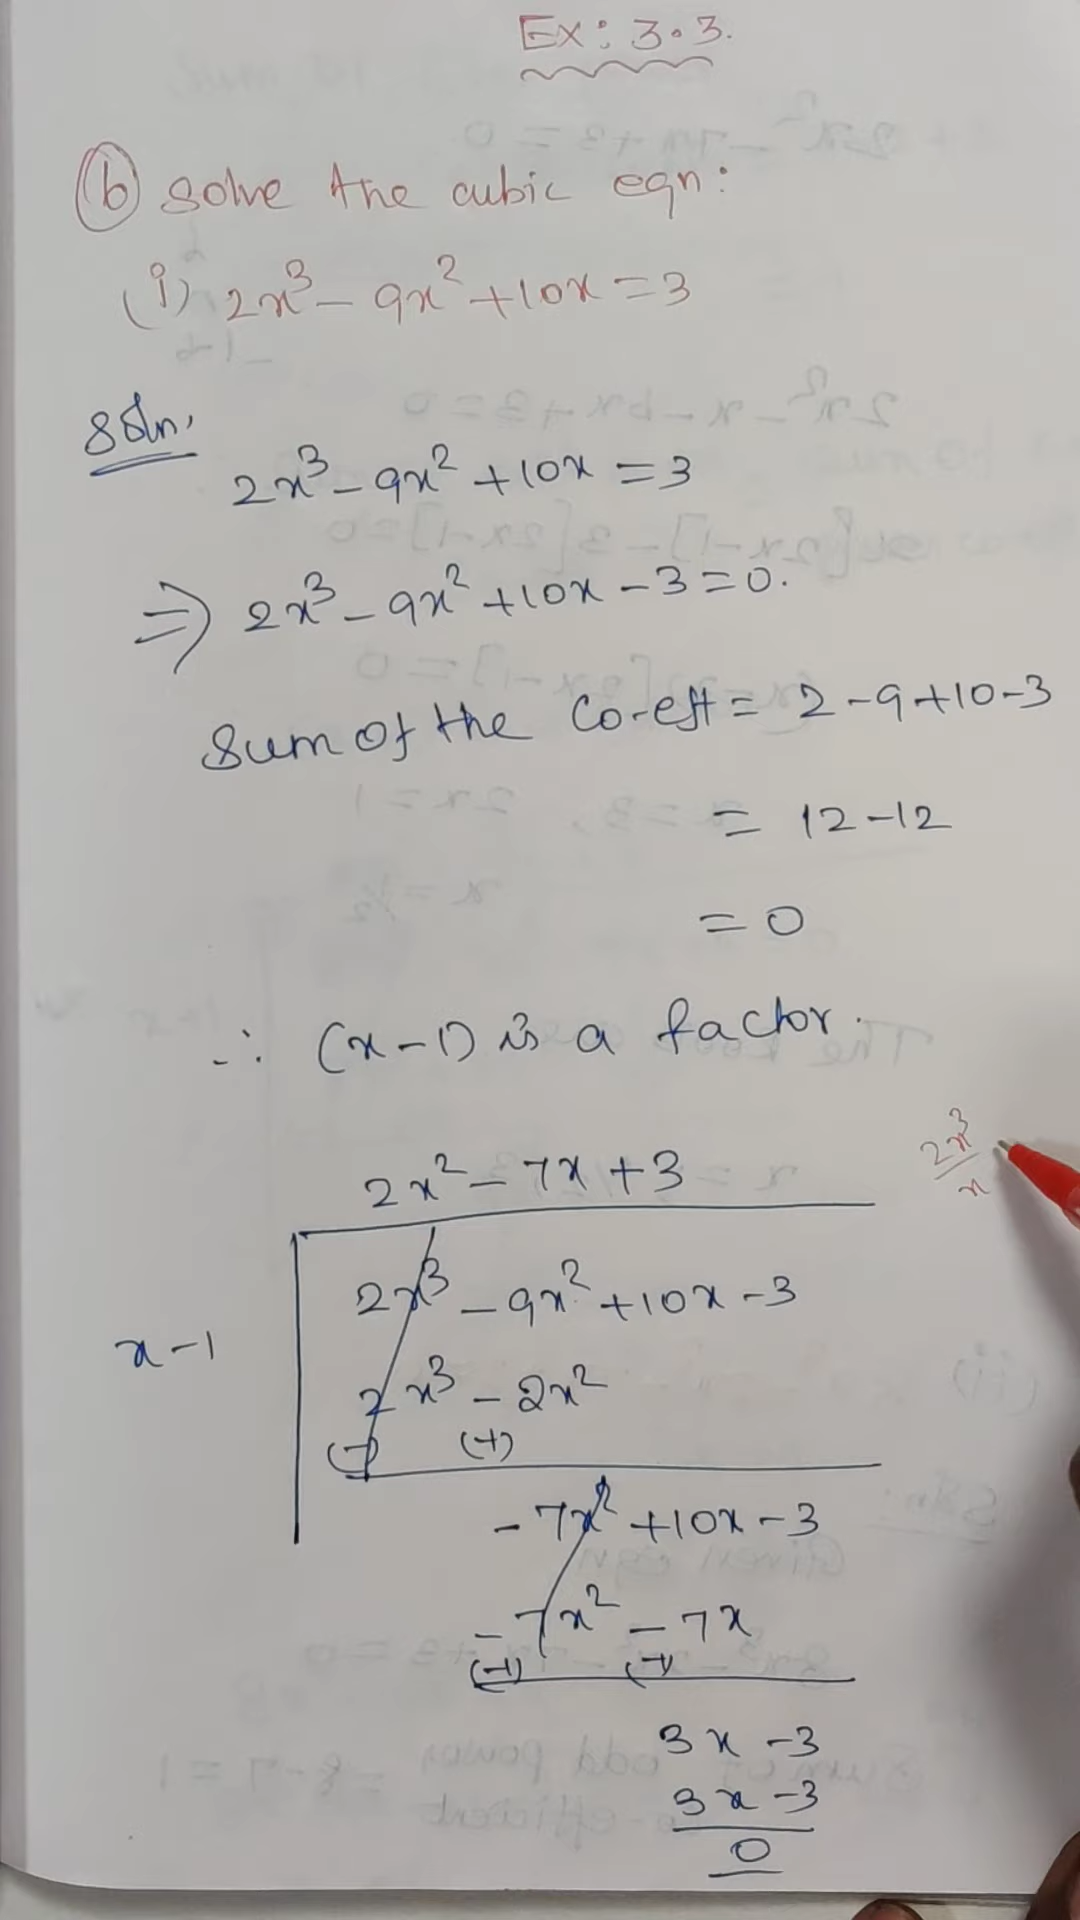 Ex: 3.3.
(b) solve the cubic eqn:
(i) 2x³ - 9x² + 10x = 3
Soln.
2x³ - 9x² + 10x = 3
⇒ 2x³ - 9x² + 10x - 3 = 0.
Sum of the Co-eff = 2 - 9 + 10 - 3
= 12 - 12
= 0
∴ (x - 1) is a factor.
2x³
x
2x² - 7x + 3
2x³ - 9x² + 10x - 3
x - 1
2x³ - 2x²
(-) (+)
- 7x² + 10x - 3
- 7x² - 7x
(+) (-)
3x - 3
3x - 3
0